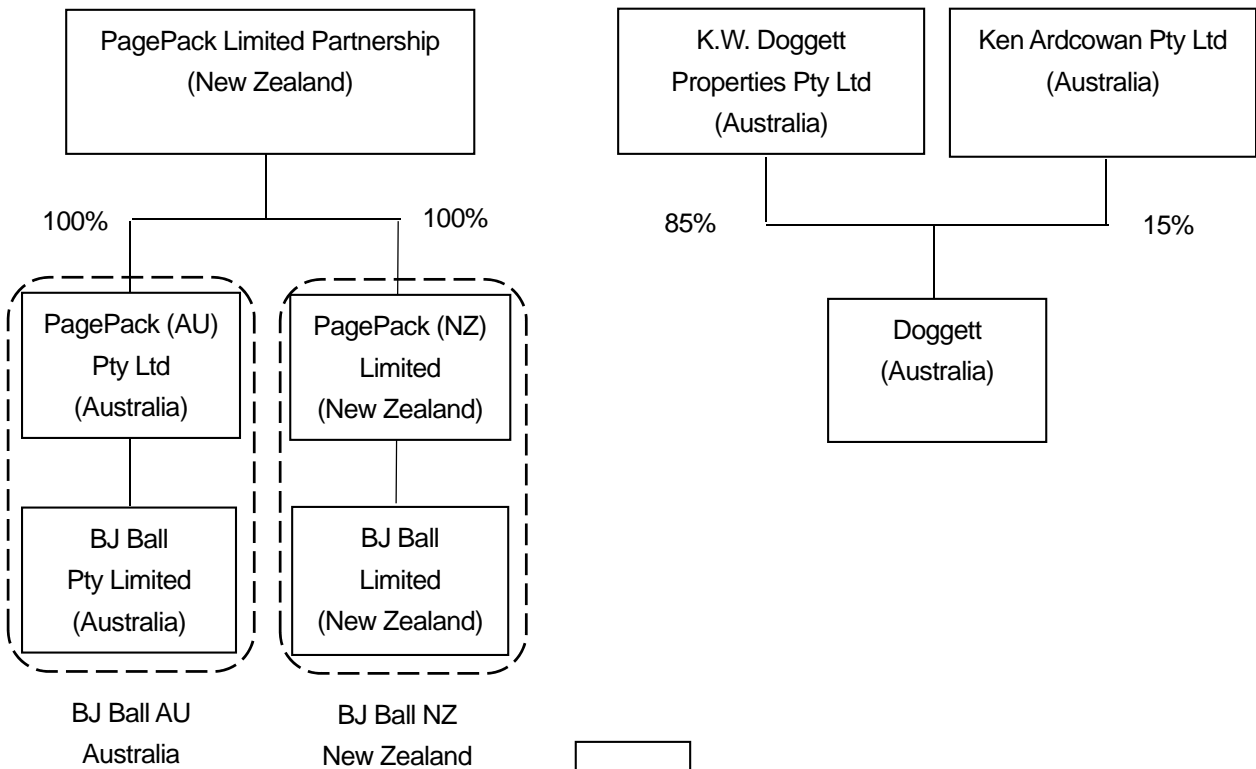 PagePack Limited Partnership
(New Zealand)
K.W. Doggett
Properties Pty Ltd
(Australia)
Ken Ardcowan Pty Ltd
(Australia)
100%
100%
85%
15%
PagePack (AU)
Pty Ltd
(Australia)
PagePack (NZ)
Limited
(New Zealand)
Doggett
(Australia)
BJ Ball
Pty Limited
(Australia)
BJ Ball
Limited
(New Zealand)
BJ Ball AU
Australia
BJ Ball NZ
New Zealand